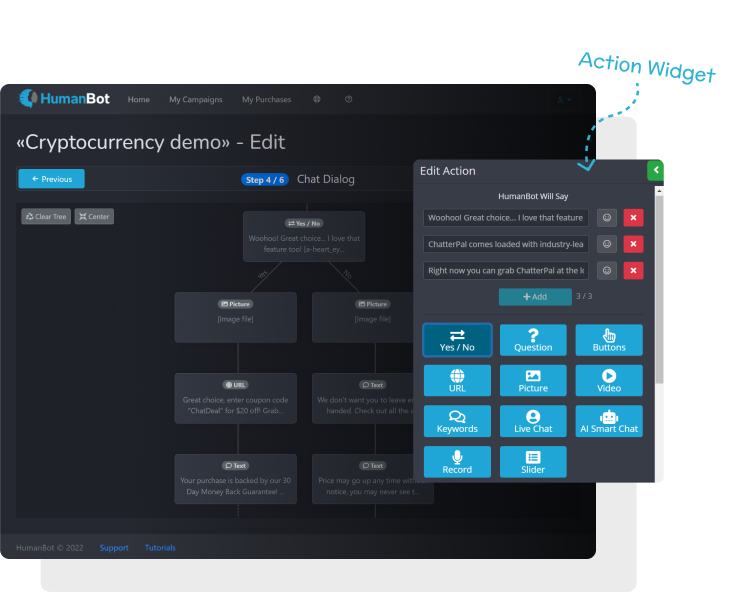 Action Widget
HumanBot
Home
My Campaigns
My Purchases
«Cryptocurrency demo» - Edit
Previous
Step 4 / 6
Chat Dialog
Clear Tree
Center
Yes / No
Woohoo! Great choice... I love that
feature too! [a-heart_ey...
Yes
No
Picture
[Image file]
Picture
[Image file]
URL
Great choice, enter coupon code
"ChatDeal" for $20 off! Grab...
Text
We don't want you to leave
handed. Check out all the
Text
Your purchase is backed by our 30
Day Money Back Guarantee! ...
Text
Price may go up any time
notice, you may never see t...
Edit Action
HumanBot Will Say
Woohoo! Great choice... I love that feature
ChatterPal comes loaded with industry-lea
Right now you can grab ChatterPal at the k
+ Add
3 / 3
Yes / No
Question
Buttons
URL
Picture
Video
Keywords
Live Chat
AI Smart Chat
Record
Slider
HumanBot © 2022
Support
Tutorials